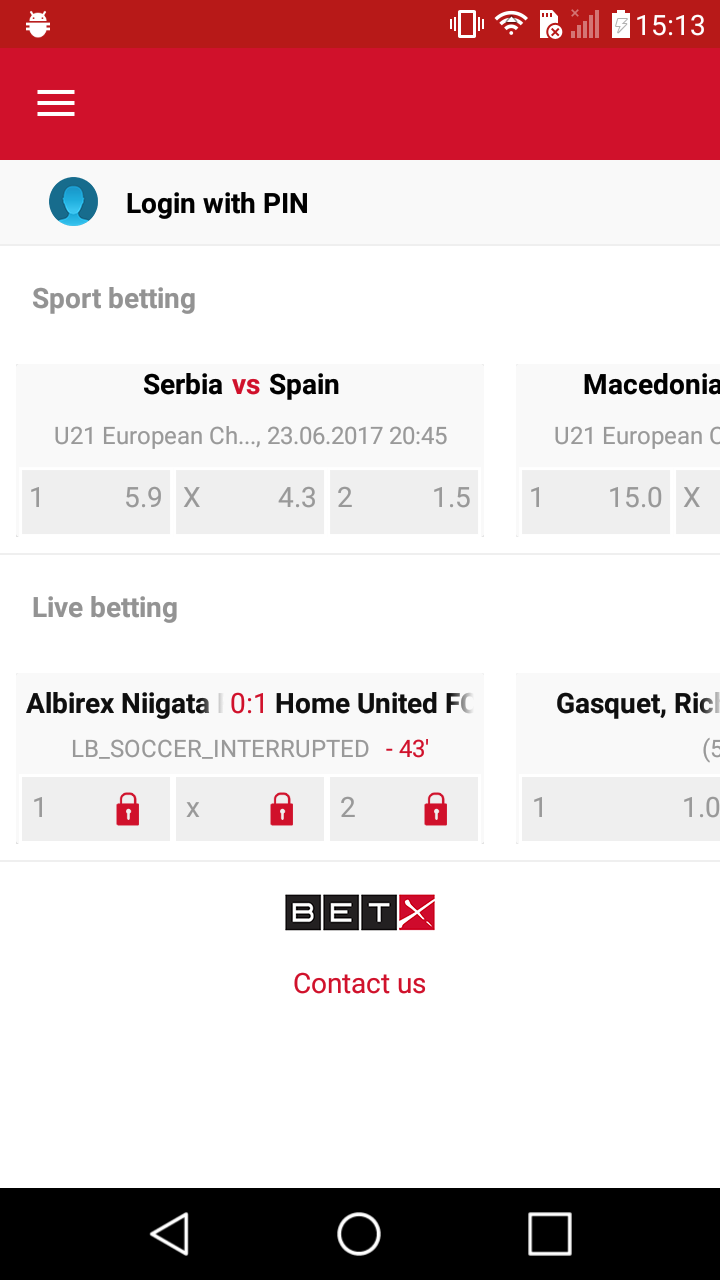 15:13
Login with PIN
Sport betting
Serbia vs Spain
Macedonia
U21 European Ch..., 23.06.2017 20:45
U21 European
1 5.9 X 4.3 2 1.5
1 15.0 X
Live betting
Albirex Niigata 0:1 Home United FC
Gasquet, Rich
LB_SOCCER_INTERRUPTED - 43'
(5
1 x 2
1 1.0
BETX
Contact us